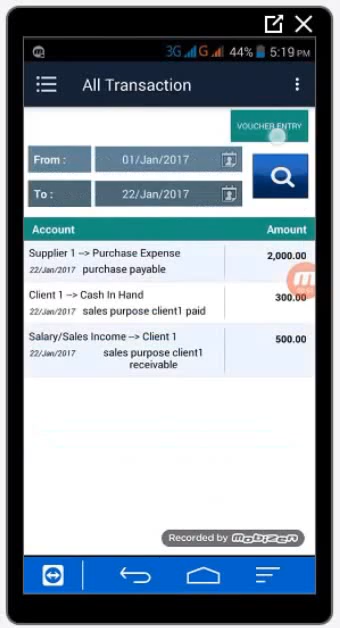 3G G 44% 5:19 PM
All Transaction
VOUCHER ENTRY
From : 01/Jan/2017
To : 22/Jan/2017
Account Amount
Supplier 1 --> Purchase Expense 2,000.00
22/Jan/2017 purchase payable
Client 1 --> Cash In Hand 300.00
22/Jan/2017 sales purpose client1 paid
Salary/Sales Income --> Client 1 500.00
22/Jan/2017 sales purpose client1
receivable
Recorded by mobizen